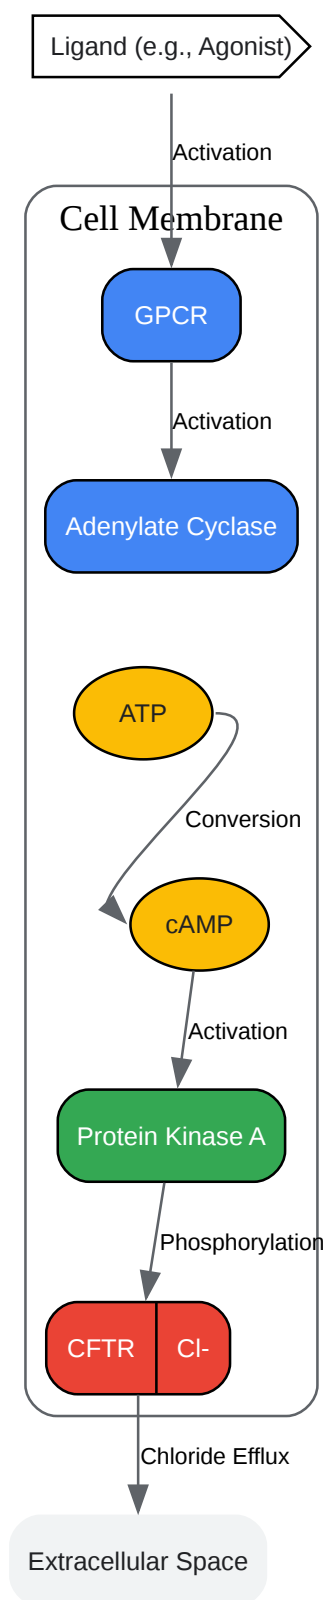 Ligand (e.g., Agonist)
Activation
Cell Membrane
GPCR
Activation
Adenylate Cyclase
ATP
Conversion
cAMP
Activation
Protein Kinase A
Phosphorylation
CFTR
Cl-
Chloride Efflux
Extracellular Space